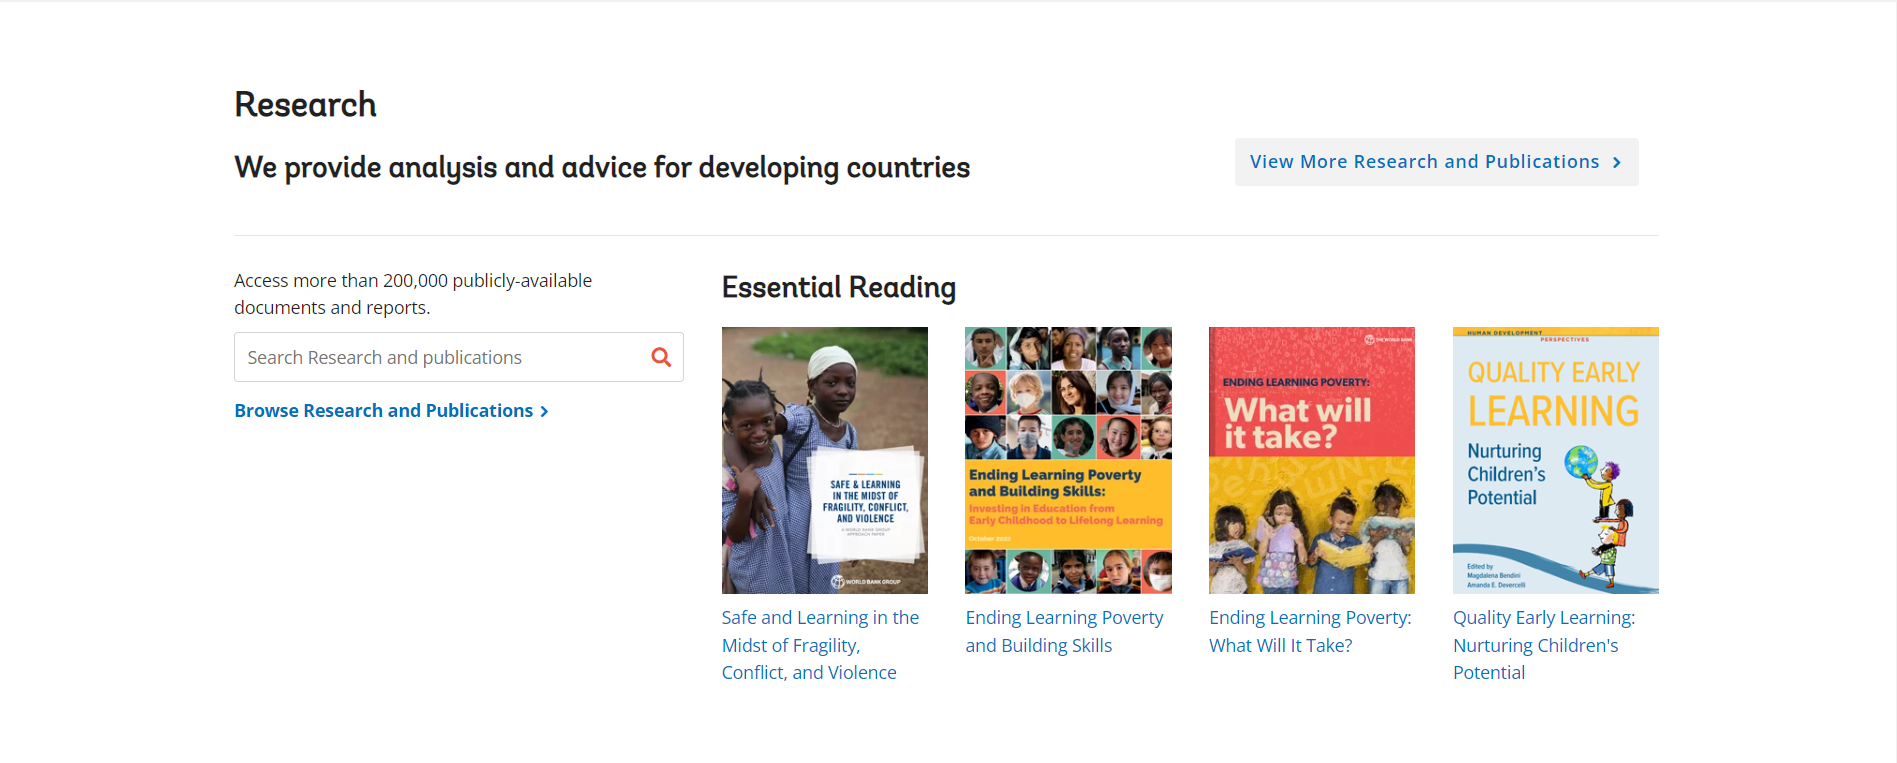 Research
We provide analysis and advice for developing countries
View More Research and Publications
Access more than 200,000 publicly-available
documents and reports.
Search Research and publications
Browse Research and Publications
Essential Reading
SAFE & LEARNING
IN THE MIDST OF
FRAGILITY, CONFLICT,
AND VIOLENCE
A WORLD BANK GROUP
APPROACH PAPER
WORLD BANK GROUP
Safe and Learning in the
Midst of Fragility,
Conflict, and Violence
Ending Learning Poverty
and Building Skills:
Investing in Education from
Early Childhood to Lifelong Learning
October 2022
Ending Learning Poverty
and Building Skills
THE WORLD BANK
ENDING LEARNING POVERTY:
What will
it take?
Ending Learning Poverty:
What Will It Take?
HUMAN DEVELOPMENT
PERSPECTIVES
QUALITY EARLY
LEARNING
Nurturing
Children's
Potential
Edited by
Magdalena Bendini
Amanda E. Devercelli
Quality Early Learning:
Nurturing Children's
Potential